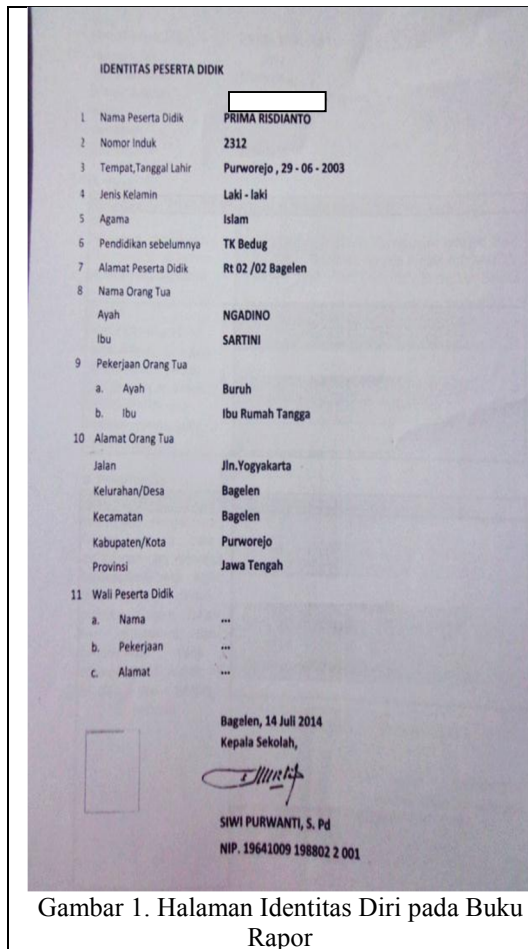 IDENTITAS PESERTA DIDIK
1 Nama Peserta Didik PRIMA RISDIANTO
2 Nomor Induk 2312
3 Tempat,Tanggal Lahir Purworejo , 29 - 06 - 2003
4 Jenis Kelamin Laki - laki
5 Agama Islam
6 Pendidikan sebelumnya TK Bedug
7 Alamat Peserta Didik Rt 02 /02 Bagelen
8 Nama Orang Tua
Ayah NGADINO
Ibu SARTINI
9 Pekerjaan Orang Tua
a. Ayah Buruh
b. Ibu Ibu Rumah Tangga
10 Alamat Orang Tua
Jalan Jln.Yogyakarta
Kelurahan/Desa Bagelen
Kecamatan Bagelen
Kabupaten/Kota Purworejo
Provinsi Jawa Tengah
11 Wali Peserta Didik
a. Nama ...
b. Pekerjaan ...
c. Alamat ...
Bagelen, 14 Juli 2014
Kepala Sekolah,
SIWI PURWANTI, S. Pd
NIP. 19641009 198802 2 001
Gambar 1. Halaman Identitas Diri pada Buku
Rapor